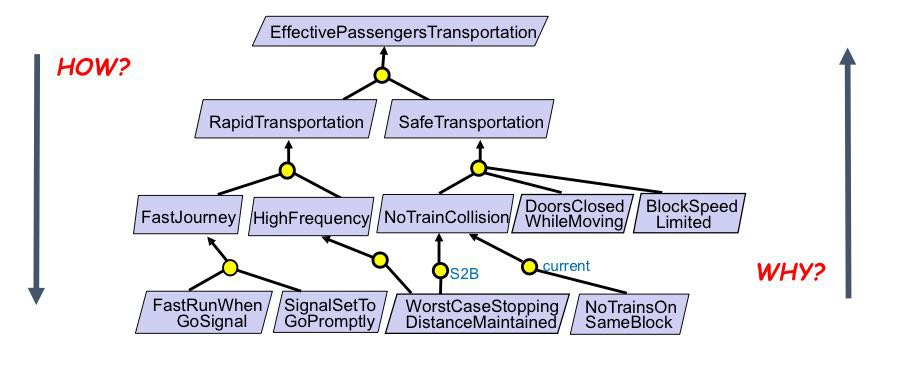 EffectivePassengersTransportation
HOW?
RapidTransportation
SafeTransportation
FastJourney
HighFrequency
NoTrainCollision
DoorsClosed
WhileMoving
BlockSpeed
Limited
S2B
current
WHY?
FastRunWhen
GoSignal
SignalSetTo
GoPromptly
WorstCaseStopping
DistanceMaintained
NoTrainsOn
SameBlock